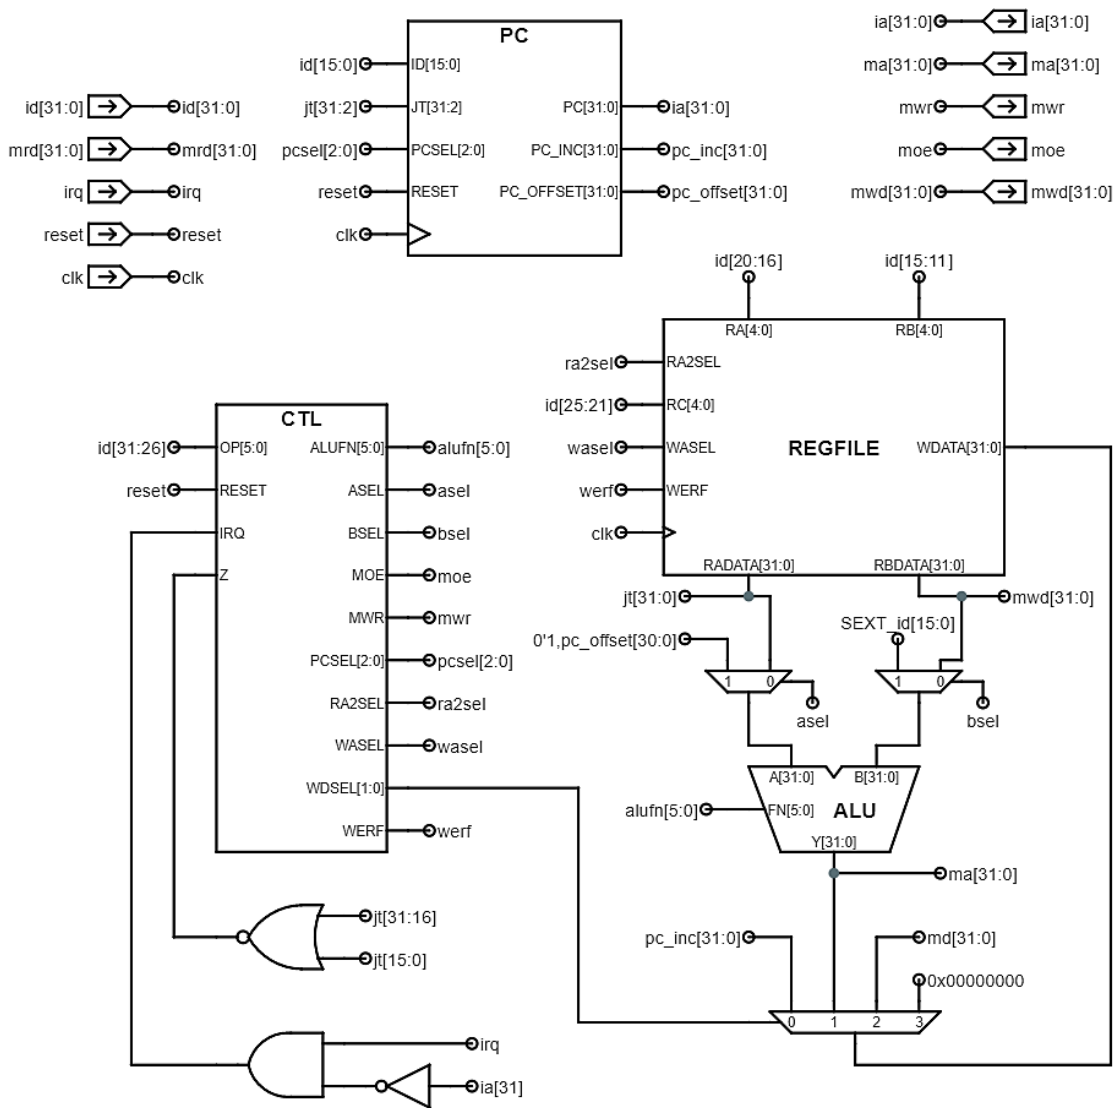 PC
id[15:0]
ID[15:0]
jt[31:2]
JT[31:2]
PC[31:0]
ia[31:0]
pcsel[2:0]
PCSEL[2:0]
PC_INC[31:0]
pc_inc[31:0]
reset
RESET
PC_OFFSET[31:0]
pc_offset[31:0]
clk
id[31:0]
id[31:0]
mrd[31:0]
mrd[31:0]
irq
irq
reset
reset
clk
clk
ia[31:0]
ia[31:0]
ma[31:0]
ma[31:0]
mwr
mwr
moe
moe
mwd[31:0]
mwd[31:0]
id[20:16]
id[15:11]
RA[4:0]
RB[4:0]
ra2sel
RA2SEL
id[25:21]
RC[4:0]
wasel
WASEL
REGFILE
WDATA[31:0]
werf
WERF
clk
RADATA[31:0]
RBDATA[31:0]
CTL
id[31:26]
OP[5:0]
ALUFN[5:0]
alufn[5:0]
reset
RESET
ASEL
asel
IRQ
BSEL
bsel
Z
MOE
moe
MWR
mwr
PCSEL[2:0]
pcsel[2:0]
RA2SEL
ra2sel
WASEL
wasel
WDSEL[1:0]
WERF
werf
jt[31:0]
mwd[31:0]
0'1,pc_offset[30:0]
SEXT_id[15:0]
1
0
1
0
asel
bsel
A[31:0]
B[31:0]
alufn[5:0]
FN[5:0]
ALU
Y[31:0]
ma[31:0]
jt[31:16]
jt[15:0]
pc_inc[31:0]
md[31:0]
0x00000000
0
1
2
3
irq
ia[31]